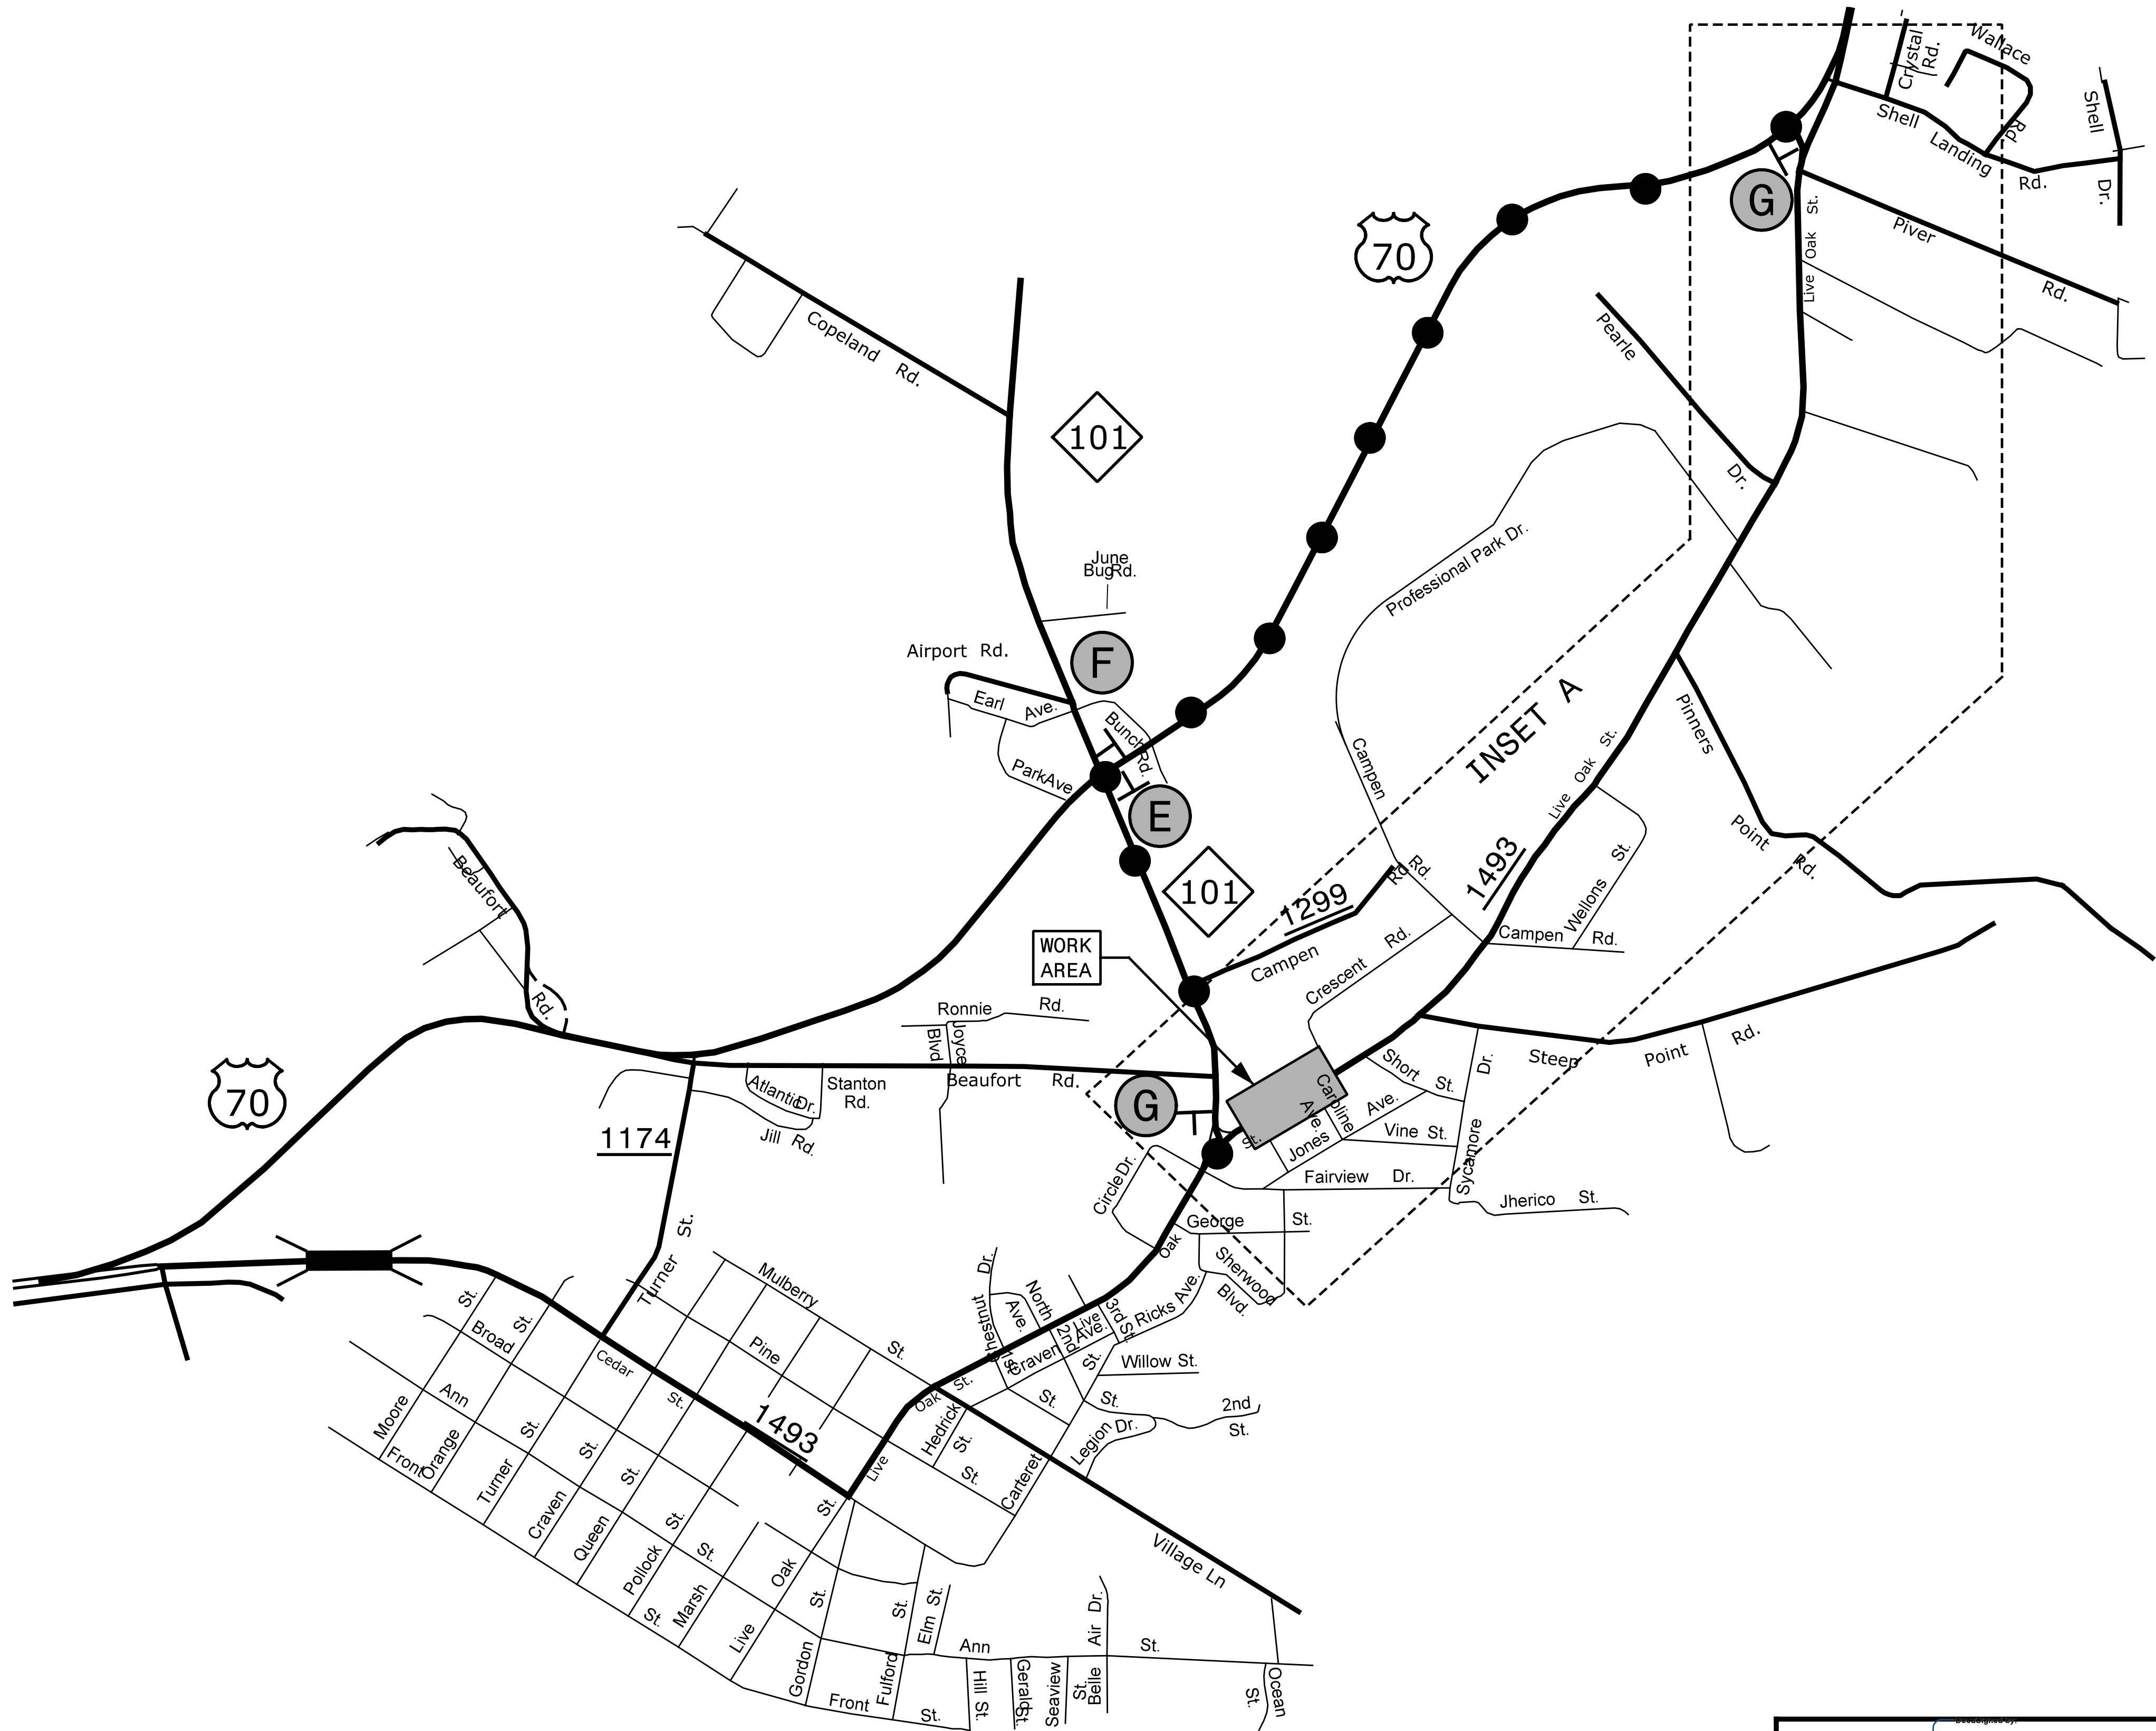 Crystal
Rd.
Wallace
Rd
Shell
Landing
Rd.
Shell
Dr.
G
Live Oak St.
Piver
Rd.
70
Pearle
Dr.
Copeland Rd.
101
June
Bug Rd.
Professional Park Dr.
Airport Rd.
F
Earl Ave.
Bunch Rd.
Park Ave
E
INSET A
Campen
Rd.
Live Oak St.
1493
Pinners
Point
Rd.
Wellons St.
Campen Rd.
101
1299
Campen
Rd.
Crescent Rd.
WORK
AREA
Beaufort
Rd.
Ronnie Rd.
Joyce
Blvd
Beaufort Rd.
Atlantic Dr.
Stanton
Rd.
Jill Rd.
70
1174
Turner St.
G
St.
Caroline
Ave.
Short St.
Jones Ave.
Vine St.
Sycamore Dr.
Steep Point Rd.
Fairview Dr.
Jherico St.
Circle Dr.
George St.
Oak
Sherwood
Blvd.
Ricks Ave.
Chestnut Dr.
North
Ave.
Live
3rd St.
2nd
St.
1st
St.
Craven Ave.
Willow St.
2nd
St.
St.
Legion Dr.
Mulberry St.
Pine
St.
Cedar
St.
1493
Oak St.
Live
Hedrick
St.
Carteret
Village Ln
Broad
St.
St.
Ann
St.
Moore
Orange
Front
St.
Turner
St.
Craven
St.
Queen
St.
Pollock
St.
Marsh
St.
Live Oak St.
Gordon St.
Fulford St.
Elm St.
Ann St.
Front St.
Hill St.
Gerald St.
Seaview
St.
Belle Air Dr.
Ocean
St.
DocuSigned by: